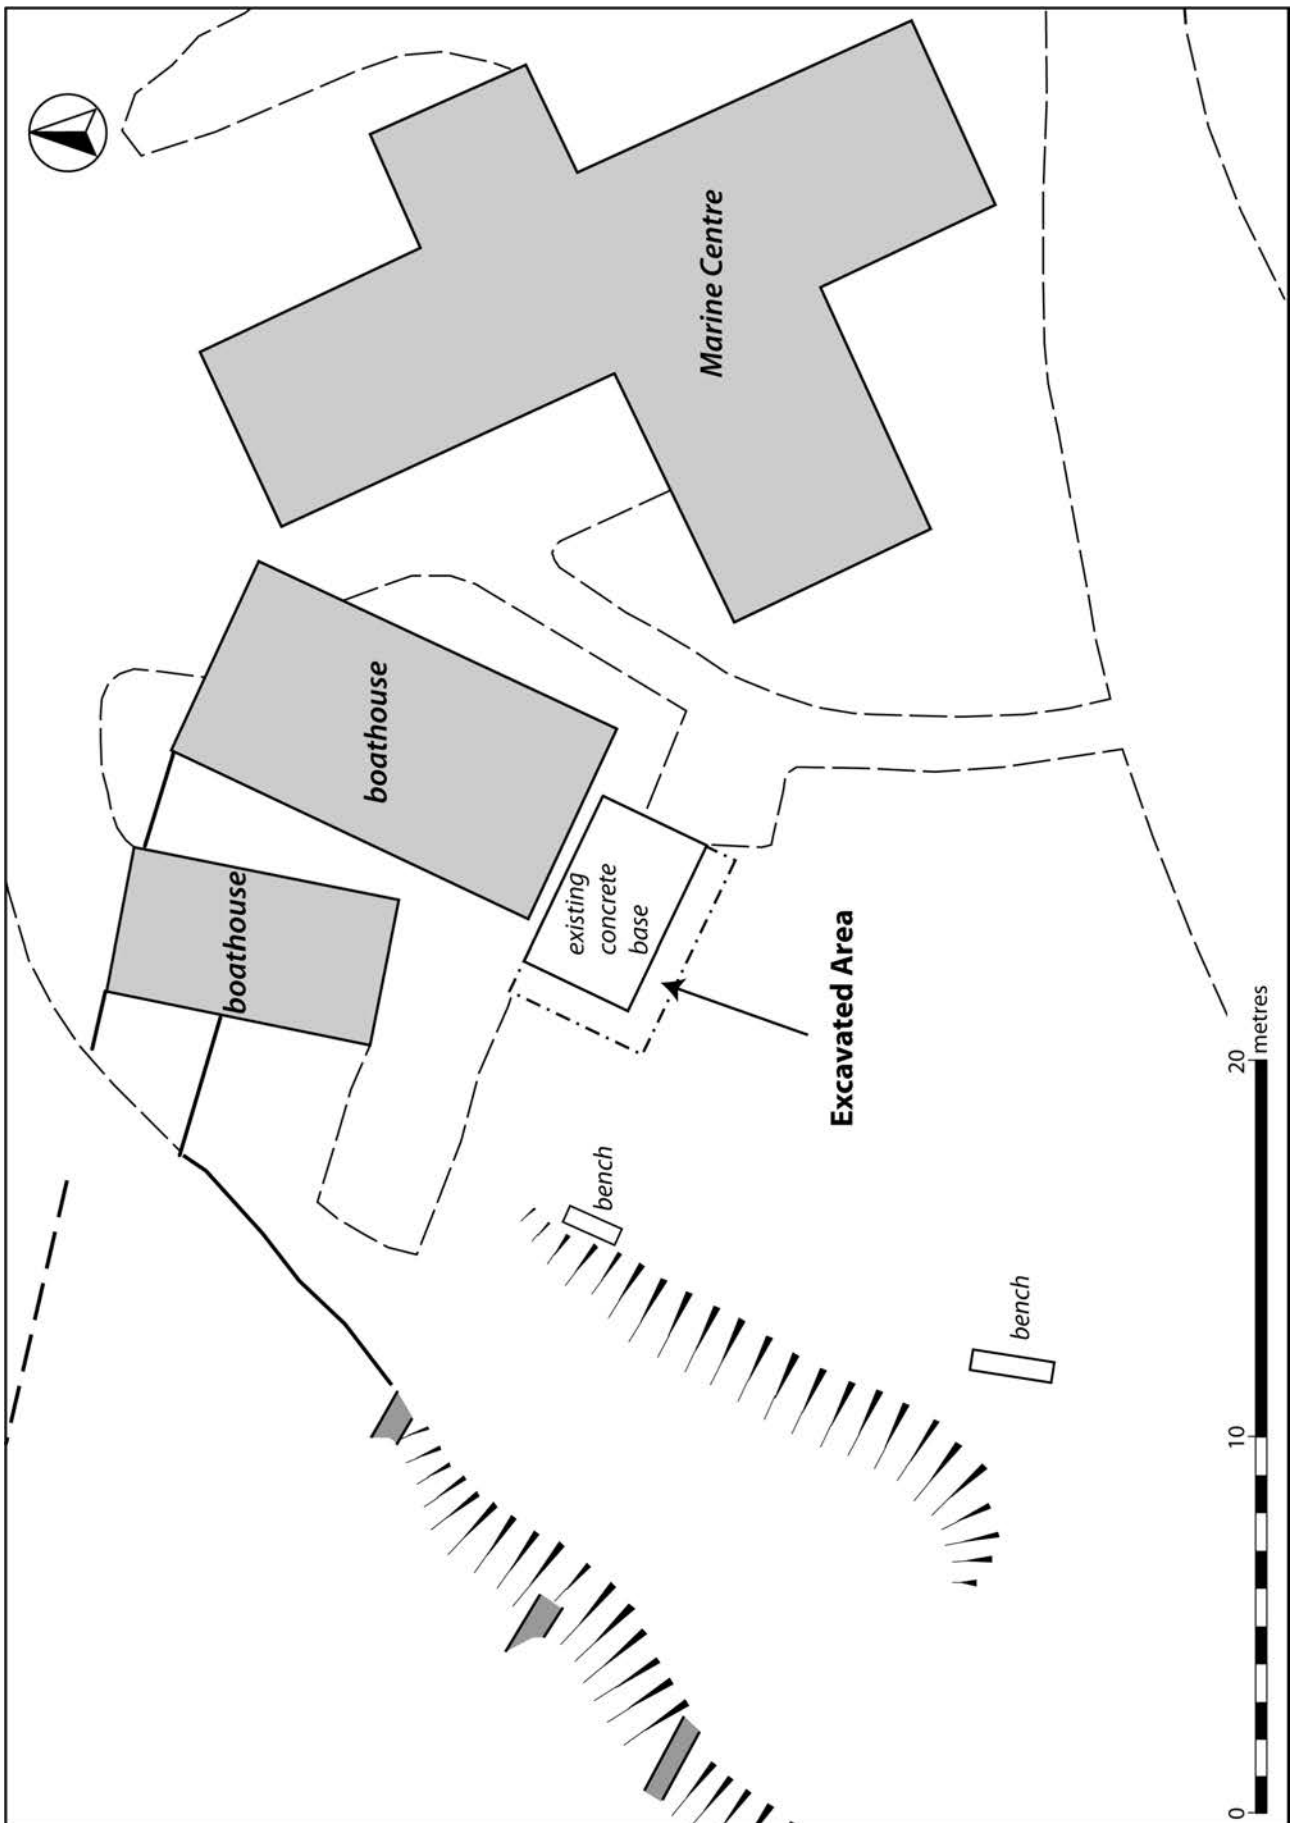 Marine Centre
boathouse
boathouse
existing
concrete
base
Excavated Area
bench
bench
0
10
20
metres